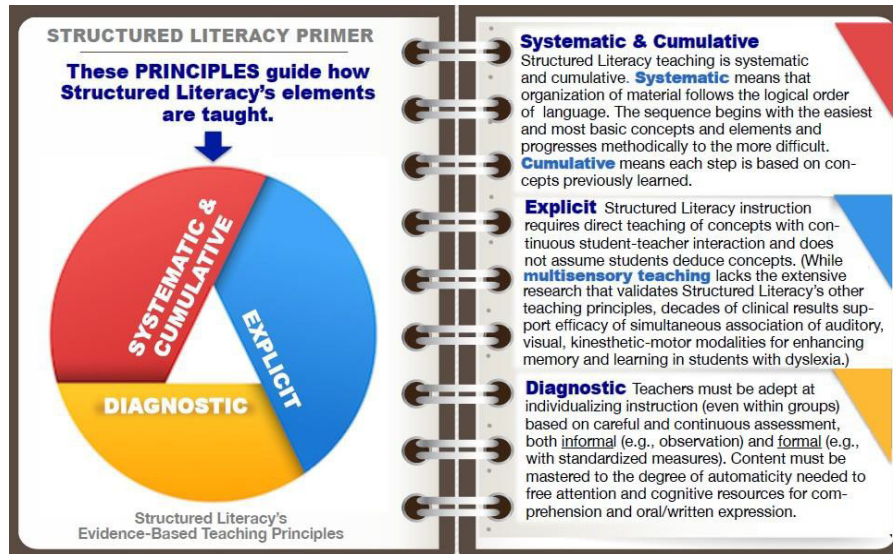 STRUCTURED LITERACY PRIMER
These PRINCIPLES guide how
Structured Literacy's elements
are taught.
SYSTEMATIC &
CUMULATIVE
EXPLICIT
DIAGNOSTIC
Structured Literacy's
Evidence-Based Teaching Principles
Systematic & Cumulative
Structured Literacy teaching is systematic
and cumulative. Systematic means that
organization of material follows the logical order
of language. The sequence begins with the easiest
and most basic concepts and elements and
progresses methodically to the more difficult.
Cumulative means each step is based on con-
cepts previously learned.
Explicit Structured Literacy instruction
requires direct teaching of concepts with con-
tinuous student-teacher interaction and does
not assume students deduce concepts. (While
multisensory teaching lacks the extensive
research that validates Structured Literacy's other
teaching principles, decades of clinical results sup-
port efficacy of simultaneous association of auditory,
visual, kinesthetic-motor modalities for enhancing
memory and learning in students with dyslexia.)
Diagnostic Teachers must be adept at
individualizing instruction (even within groups)
based on careful and continuous assessment,
both informal (e.g., observation) and formal (e.g.,
with standardized measures). Content must be
mastered to the degree of automaticity needed to
free attention and cognitive resources for com-
prehension and oral/written expression.